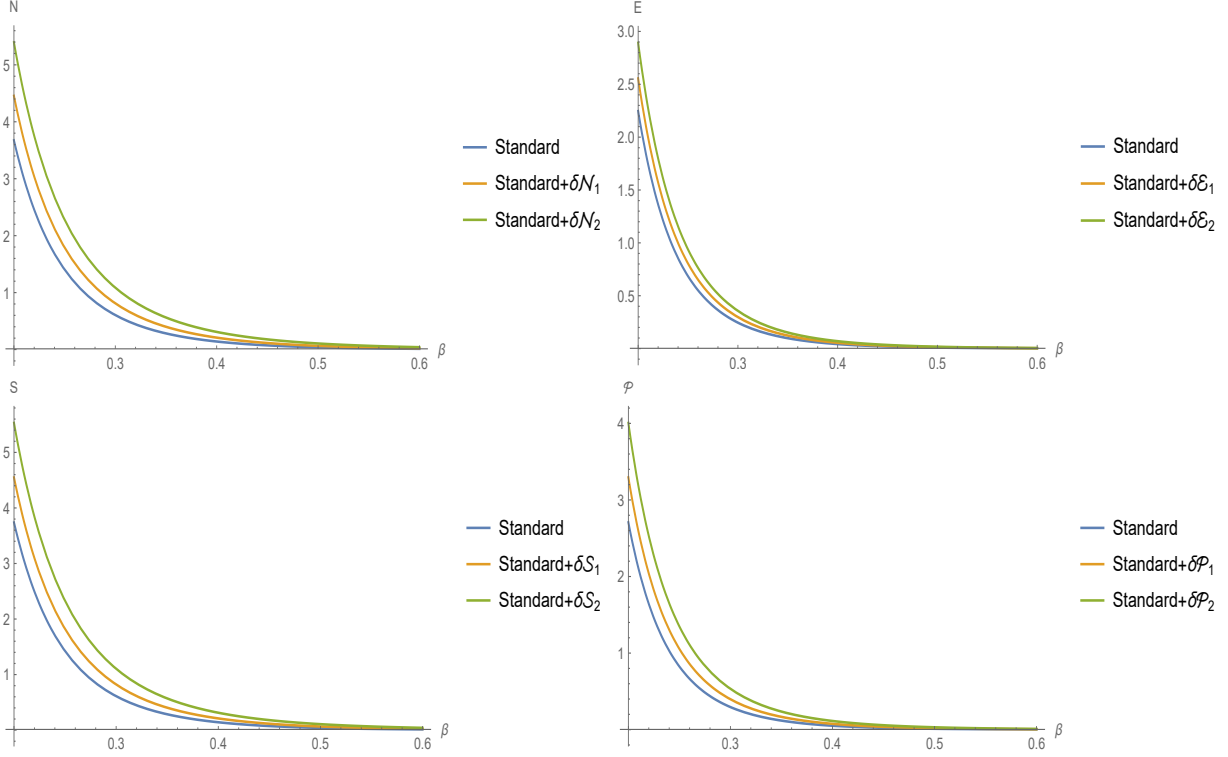 N
5
4
3
2
1
0.3
0.4
0.5
0.6
β
Standard
Standard+δ𝒩₁
Standard+δ𝒩₂
E
3.0
2.5
2.0
1.5
1.0
0.5
0.3
0.4
0.5
0.6
β
Standard
Standard+δℰ₁
Standard+δℰ₂
S
5
4
3
2
1
0.3
0.4
0.5
0.6
β
Standard
Standard+δ𝒮₁
Standard+δ𝒮₂
𝒫
4
3
2
1
0.3
0.4
0.5
0.6
β
Standard
Standard+δ𝒫₁
Standard+δ𝒫₂